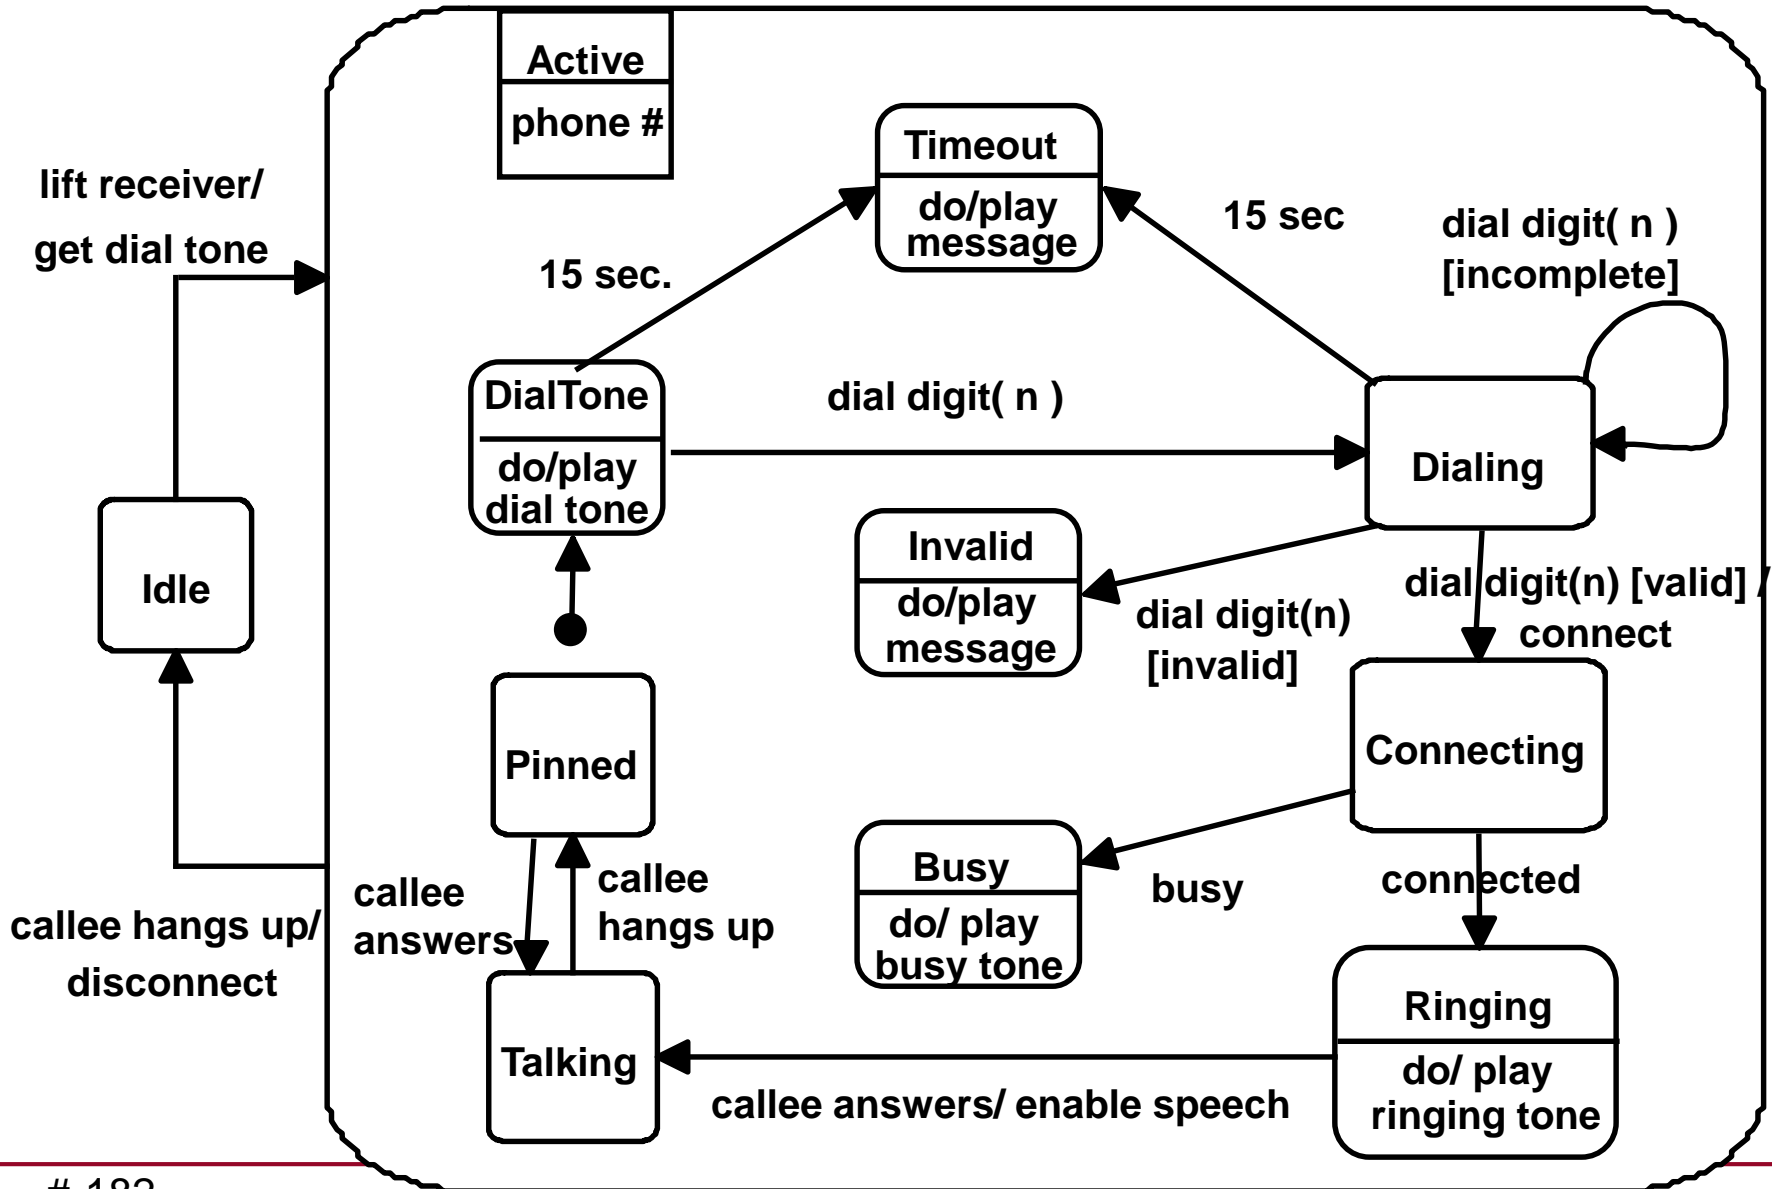 Active
phone #
Timeout
do/play
message
lift receiver/
get dial tone
15 sec.
15 sec
dial digit( n )
[incomplete]
DialTone
do/play
dial tone
dial digit( n )
Dialing
Idle
Invalid
do/play
message
dial digit(n)
[invalid]
dial digit(n) [valid] /
connect
Pinned
Connecting
callee
answers
callee
hangs up
Busy
do/ play
busy tone
busy
connected
callee hangs up/
disconnect
Talking
callee answers/ enable speech
Ringing
do/ play
ringing tone
# 182